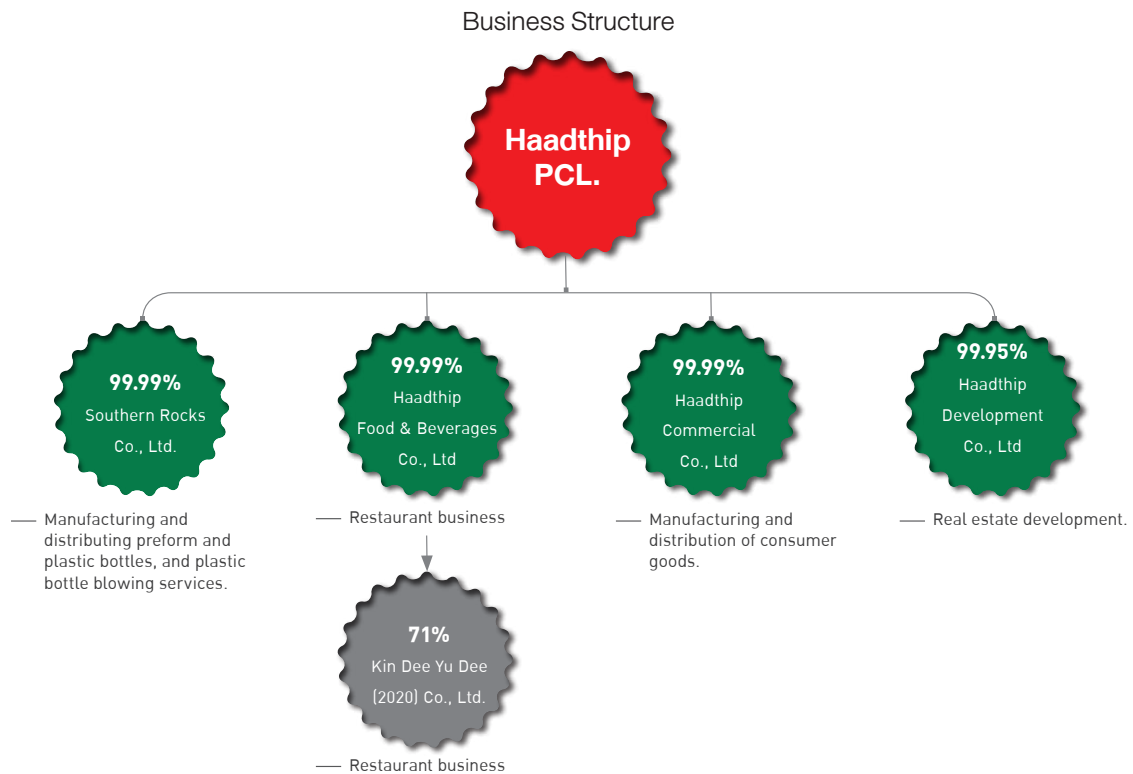 Business Structure
Haadthip
PCL.
99.99%
Southern Rocks
Co., Ltd.
— Manufacturing and
distributing preform and
plastic bottles, and plastic
bottle blowing services.
99.99%
Haadthip
Food & Beverages
Co., Ltd
— Restaurant business
99.99%
Haadthip
Commercial
Co., Ltd
— Manufacturing and
distribution of consumer
goods.
99.95%
Haadthip
Development
Co., Ltd
— Real estate development.
71%
Kin Dee Yu Dee
(2020) Co., Ltd.
— Restaurant business